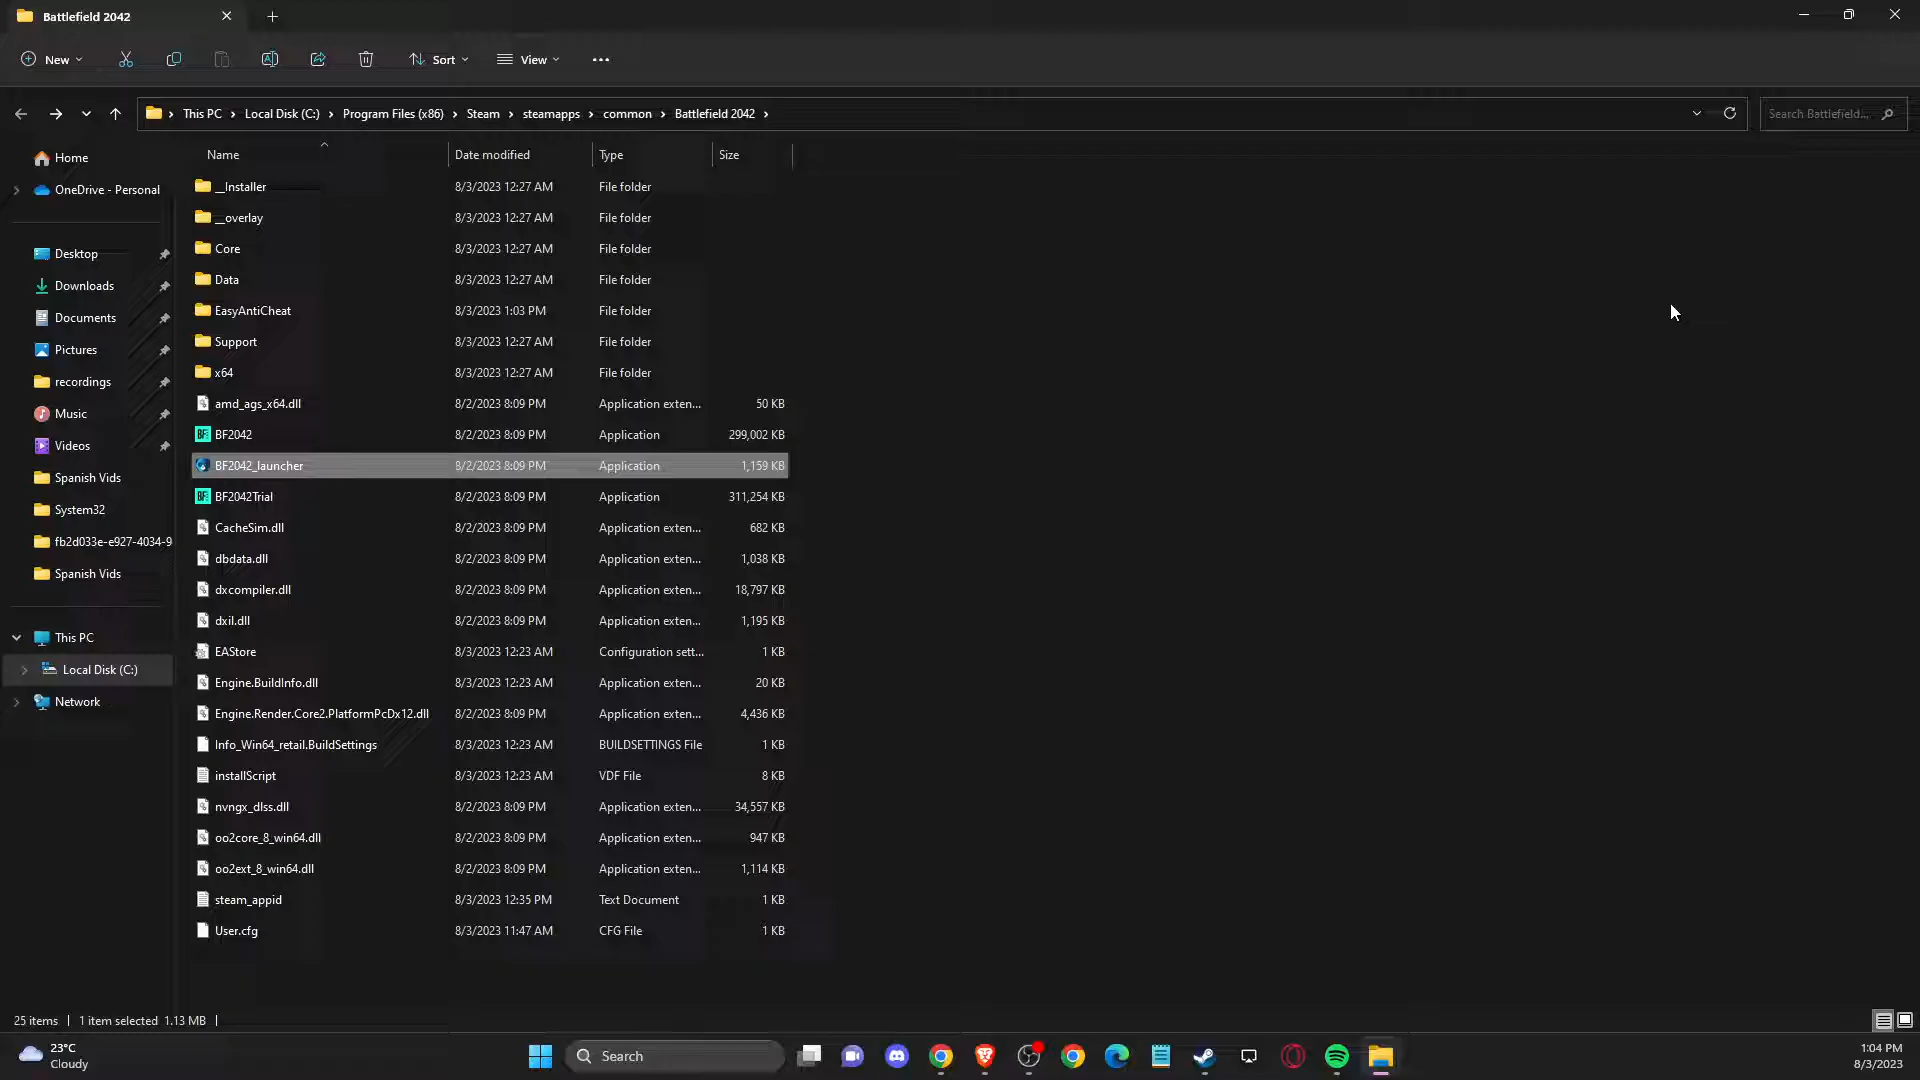 Battlefield 2042
New
Sort
View
This PC
Local Disk (C:)
Program Files (x86)
Steam
steamapps
common
Battlefield 2042
Search Battlefield...
Name Date modified Type Size
Home
OneDrive - Personal
Desktop
Downloads
Documents
Pictures
recordings
Music
Videos
Spanish Vids
System32
fb2d033e-e927-4034-9
Spanish Vids
This PC
Local Disk (C:)
Network
__Installer 8/3/2023 12:27 AM File folder
__overlay 8/3/2023 12:27 AM File folder
Core 8/3/2023 12:27 AM File folder
Data 8/3/2023 12:27 AM File folder
EasyAntiCheat 8/3/2023 1:03 PM File folder
Support 8/3/2023 12:27 AM File folder
x64 8/3/2023 12:27 AM File folder
amd_ags_x64.dll 8/2/2023 8:09 PM Application exten... 50 KB
BF2042 8/2/2023 8:09 PM Application 299,002 KB
BF2042_launcher 8/2/2023 8:09 PM Application 1,159 KB
BF2042Trial 8/2/2023 8:09 PM Application 311,254 KB
CacheSim.dll 8/2/2023 8:09 PM Application exten... 682 KB
dbdata.dll 8/2/2023 8:09 PM Application exten... 1,038 KB
dxcompiler.dll 8/2/2023 8:09 PM Application exten... 18,797 KB
dxil.dll 8/2/2023 8:09 PM Application exten... 1,195 KB
EAStore 8/3/2023 12:23 AM Configuration sett... 1 KB
Engine.BuildInfo.dll 8/3/2023 12:23 AM Application exten... 20 KB
Engine.Render.Core2.PlatformPcDx12.dll 8/2/2023 8:09 PM Application exten... 4,436 KB
Info_Win64_retail.BuildSettings 8/3/2023 12:23 AM BUILDSETTINGS File 1 KB
installScript 8/3/2023 12:23 AM VDF File 8 KB
nvngx_dlss.dll 8/2/2023 8:09 PM Application exten... 34,557 KB
oo2core_8_win64.dll 8/2/2023 8:09 PM Application exten... 947 KB
oo2ext_8_win64.dll 8/2/2023 8:09 PM Application exten... 1,114 KB
steam_appid 8/3/2023 12:35 PM Text Document 1 KB
User.cfg 8/3/2023 11:47 AM CFG File 1 KB
25 items 1 item selected 1.13 MB
23°C
Cloudy
Search
1:04 PM
8/3/2023